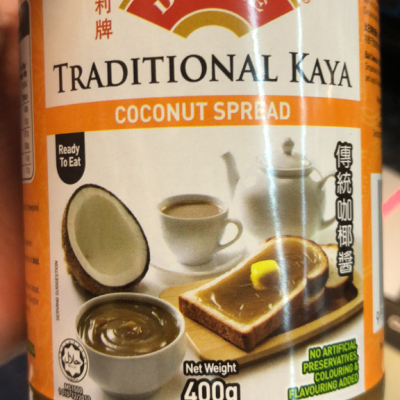 利牌
TRADITIONAL KAYA
COCONUT SPREAD
Ready
To Eat
傳統咖椰醬
Net Weight
400g
NO ARTIFICIAL
PRESERVATIVES,
COLOURING &
FLAVOURING ADDED